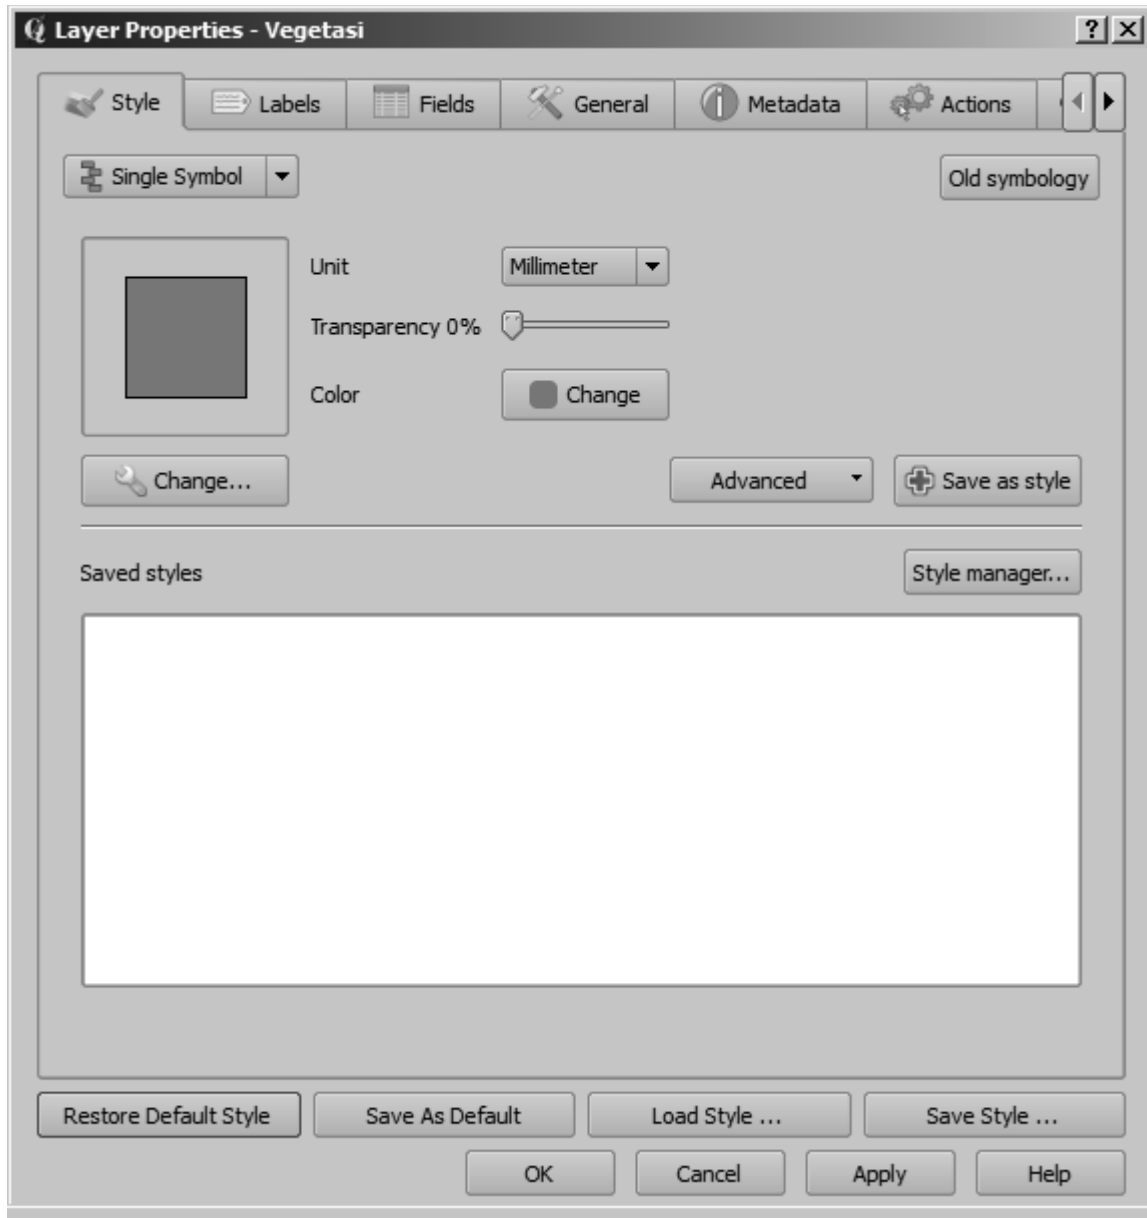 Layer Properties - Vegetasi
Style Labels Fields General Metadata Actions
Single Symbol Old symbology
Unit Millimeter
Transparency 0%
Color Change
Change... Advanced Save as style
Saved styles Style manager...
Restore Default Style Save As Default Load Style ... Save Style ...
OK Cancel Apply Help